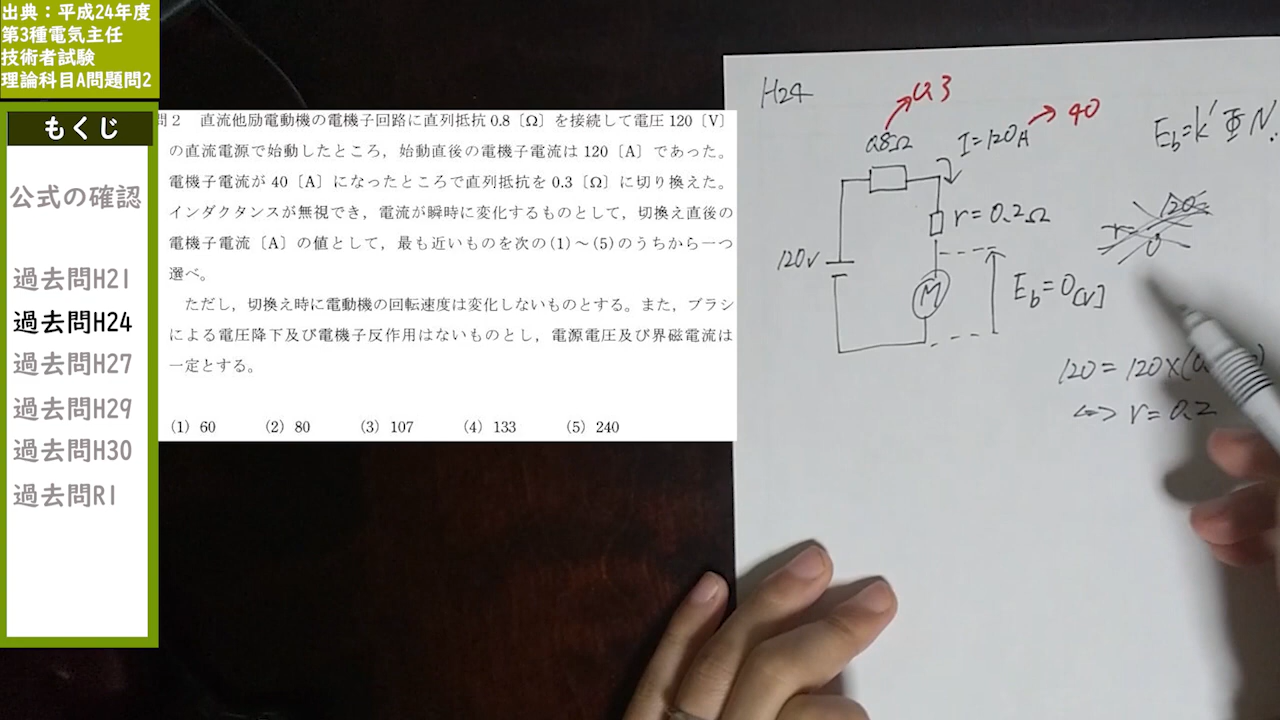 出典：平成24年度
第3種電気主任
技術者試験
理論科目A問題問2
もくじ
公式の確認
過去問H21
過去問H24
過去問H27
過去問H29
過去問H30
過去問R1
問2 直流他励電動機の電機子回路に直列抵抗0.8〔Ω〕を接続して電圧120〔V〕
の直流電源で始動したところ，始動直後の電機子電流は120〔A〕であった。
電機子電流が40〔A〕になったところで直列抵抗を0.3〔Ω〕に切り換えた。
インダクタンスが無視でき，電流が瞬時に変化するものとして，切換え直後の
電機子電流〔A〕の値として，最も近いものを次の(1)～(5)のうちから一つ
選べ。
ただし，切換え時に電動機の回転速度は変化しないものとする。また，ブラシ
による電圧降下及び電機子反作用はないものとし，電源電圧及び界磁電流は
一定とする。
(1) 60 (2) 80 (3) 107 (4) 133 (5) 240
H24
0.3
0.8Ω
I=120A
40
Eb=k'ΦN
r=0.2Ω
120V
M
Eb=0[V]
120=120×(
⇔ r=0.2